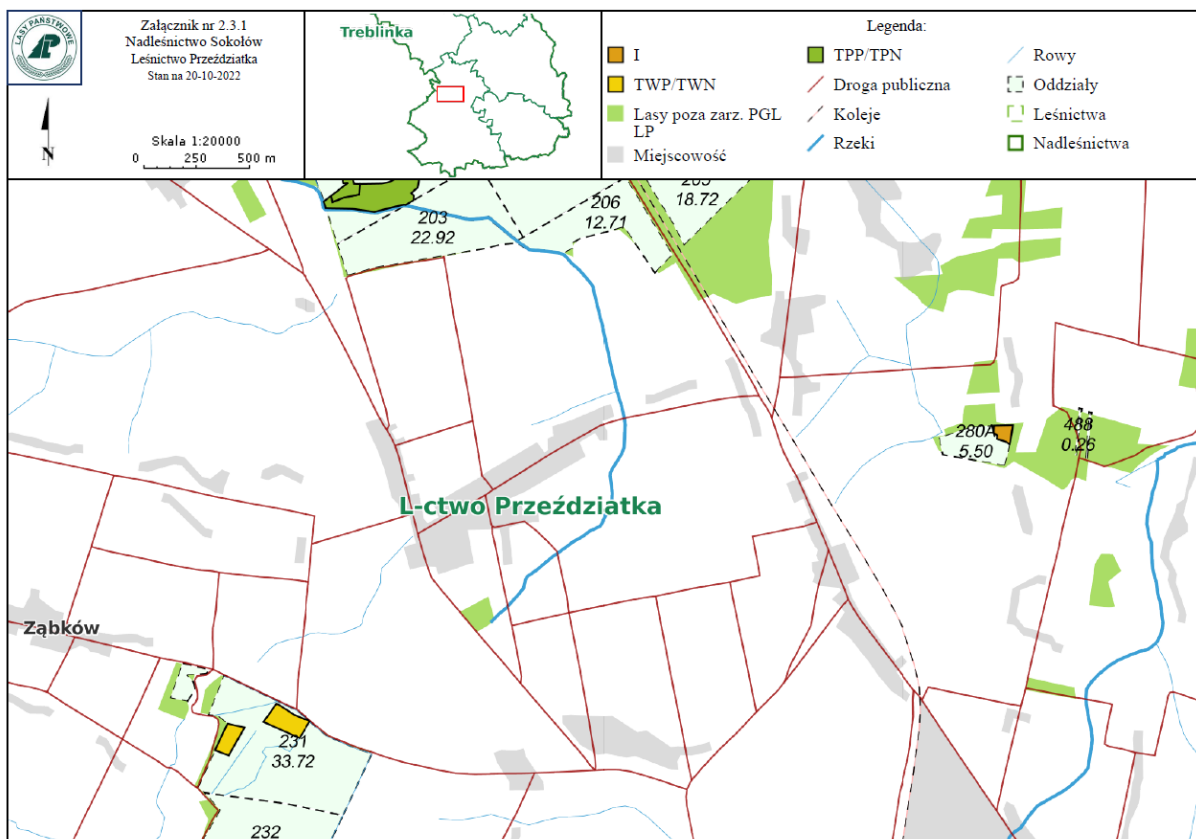 LASY PAŃSTWOWE
Załącznik nr 2.3.1
Nadleśnictwo Sokołów
Leśnictwo Przeździatka
Stan na 20-10-2022
N
Skala 1:20000
0 250 500 m
Treblinka
Legenda:
I
TWP/TWN
Lasy poza zarz. PGL
LP
Miejscowość
TPP/TPN
Droga publiczna
Koleje
Rzeki
Rowy
Oddziały
Leśnictwa
Nadleśnictwa
203
22.92
206
12.71
18.72
280A
5.50
488
0.26
L-ctwo Przeździatka
Ząbków
231
33.72
232